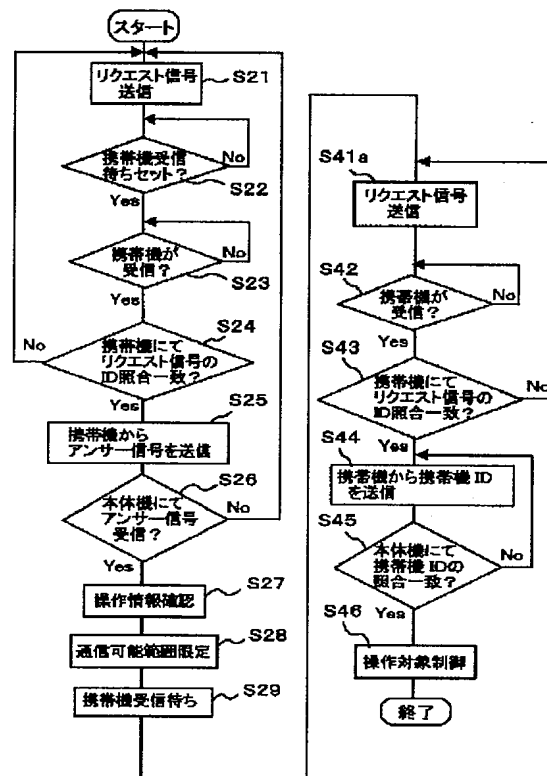 スタート
リクエスト信号
送信
S21
携帯機受信
待ちセット?
No
S22
Yes
携帯機が
受信?
No
S23
Yes
S24
No
携帯機にて
リクエスト信号の
ID照合一致?
Yes
S25
携帯機から
アンサー信号を送信
S26
本体機にて
アンサー信号
受信?
No
Yes
S27
操作情報確認
S28
通信可能範囲限定
S29
携帯機受信待ち
S41a
リクエスト信号
送信
S42
携帯機が
受信?
No
Yes
S43
携帯機にて
リクエスト信号の
ID照合一致?
No
Yes
S44
携帯機から携帯機ID
を送信
S45
本体機にて
携帯機IDの
照合一致?
No
Yes
S46
操作対象制御
終了